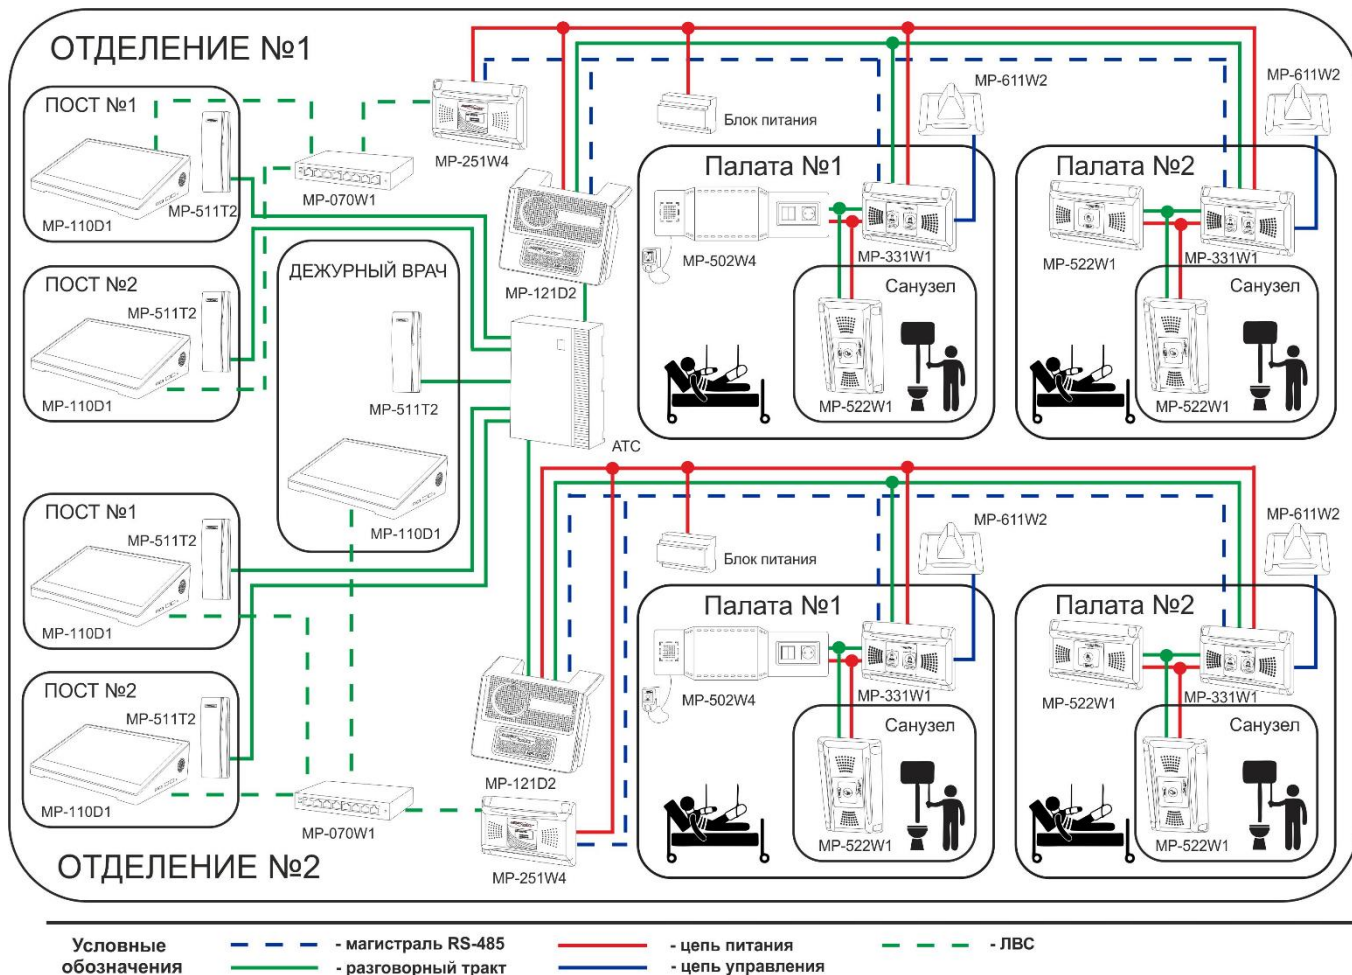 ОТДЕЛЕНИЕ №1
ПОСТ №1
MP-511T2
MP-110D1
MP-070W1
MP-251W4
ПОСТ №2
MP-511T2
MP-110D1
ДЕЖУРНЫЙ ВРАЧ
MP-511T2
MP-110D1
MP-121D2
АТС
Блок питания
MP-611W2
MP-611W2
Палата №1
MP-502W4
MP-331W1
Санузел
MP-522W1
Палата №2
MP-522W1
MP-331W1
Санузел
MP-522W1
ПОСТ №1
MP-511T2
MP-110D1
ПОСТ №2
MP-511T2
MP-110D1
MP-070W1
MP-121D2
MP-251W4
Блок питания
MP-611W2
MP-611W2
Палата №1
MP-502W4
MP-331W1
Санузел
MP-522W1
Палата №2
MP-522W1
MP-331W1
Санузел
MP-522W1
ОТДЕЛЕНИЕ №2
Условные
обозначения
- магистраль RS-485
- разговорный тракт
- цепь питания
- цепь управления
- ЛВС